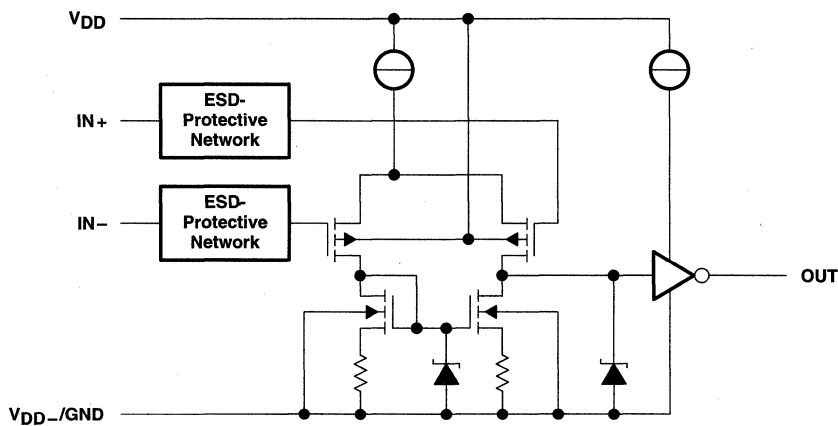 VDD
ESD-
Protective
Network
IN+
ESD-
Protective
Network
IN−
OUT
VDD−/GND